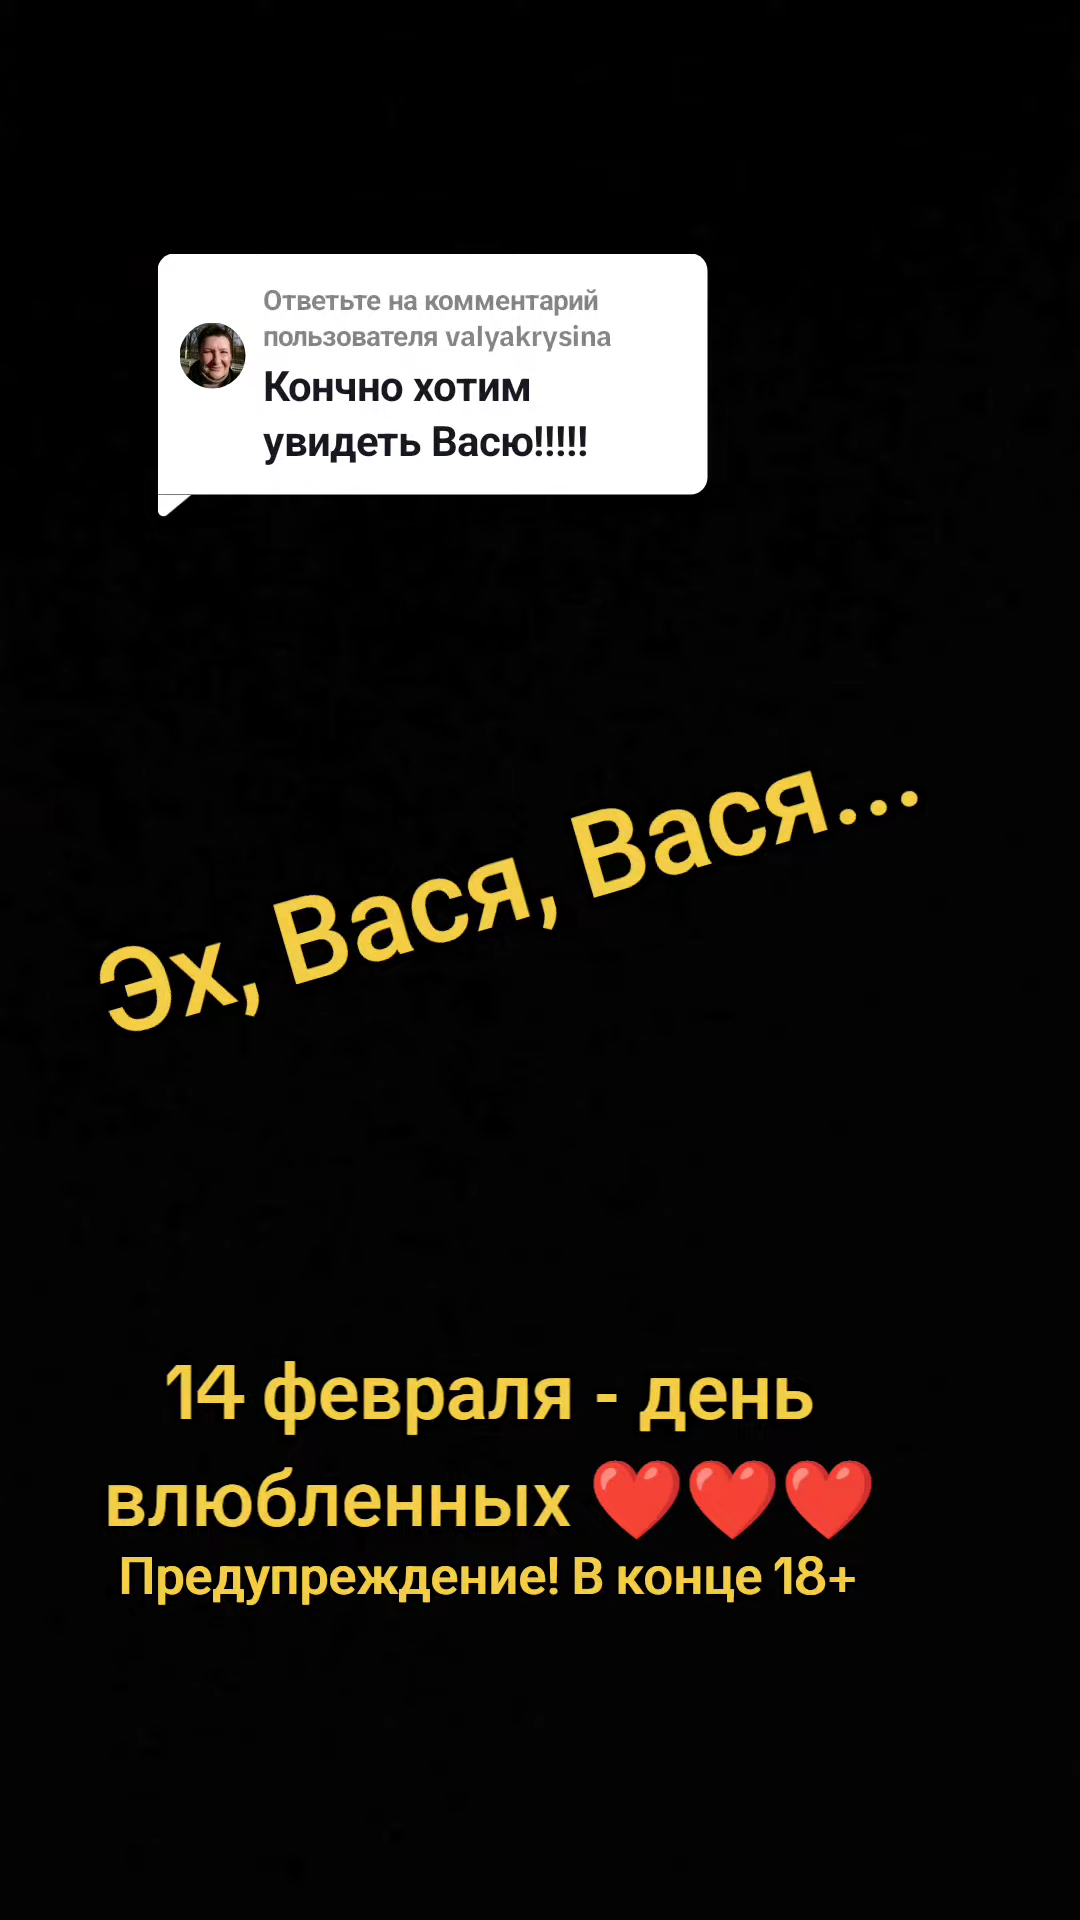 Ответьте на комментарий
пользователя valyakrysina
Кончно хотим
увидеть Васю!!!!!
Эх, Вася, Вася...
14 февраля - день
влюбленных ❤️❤️❤️
Предупреждение! В конце 18+